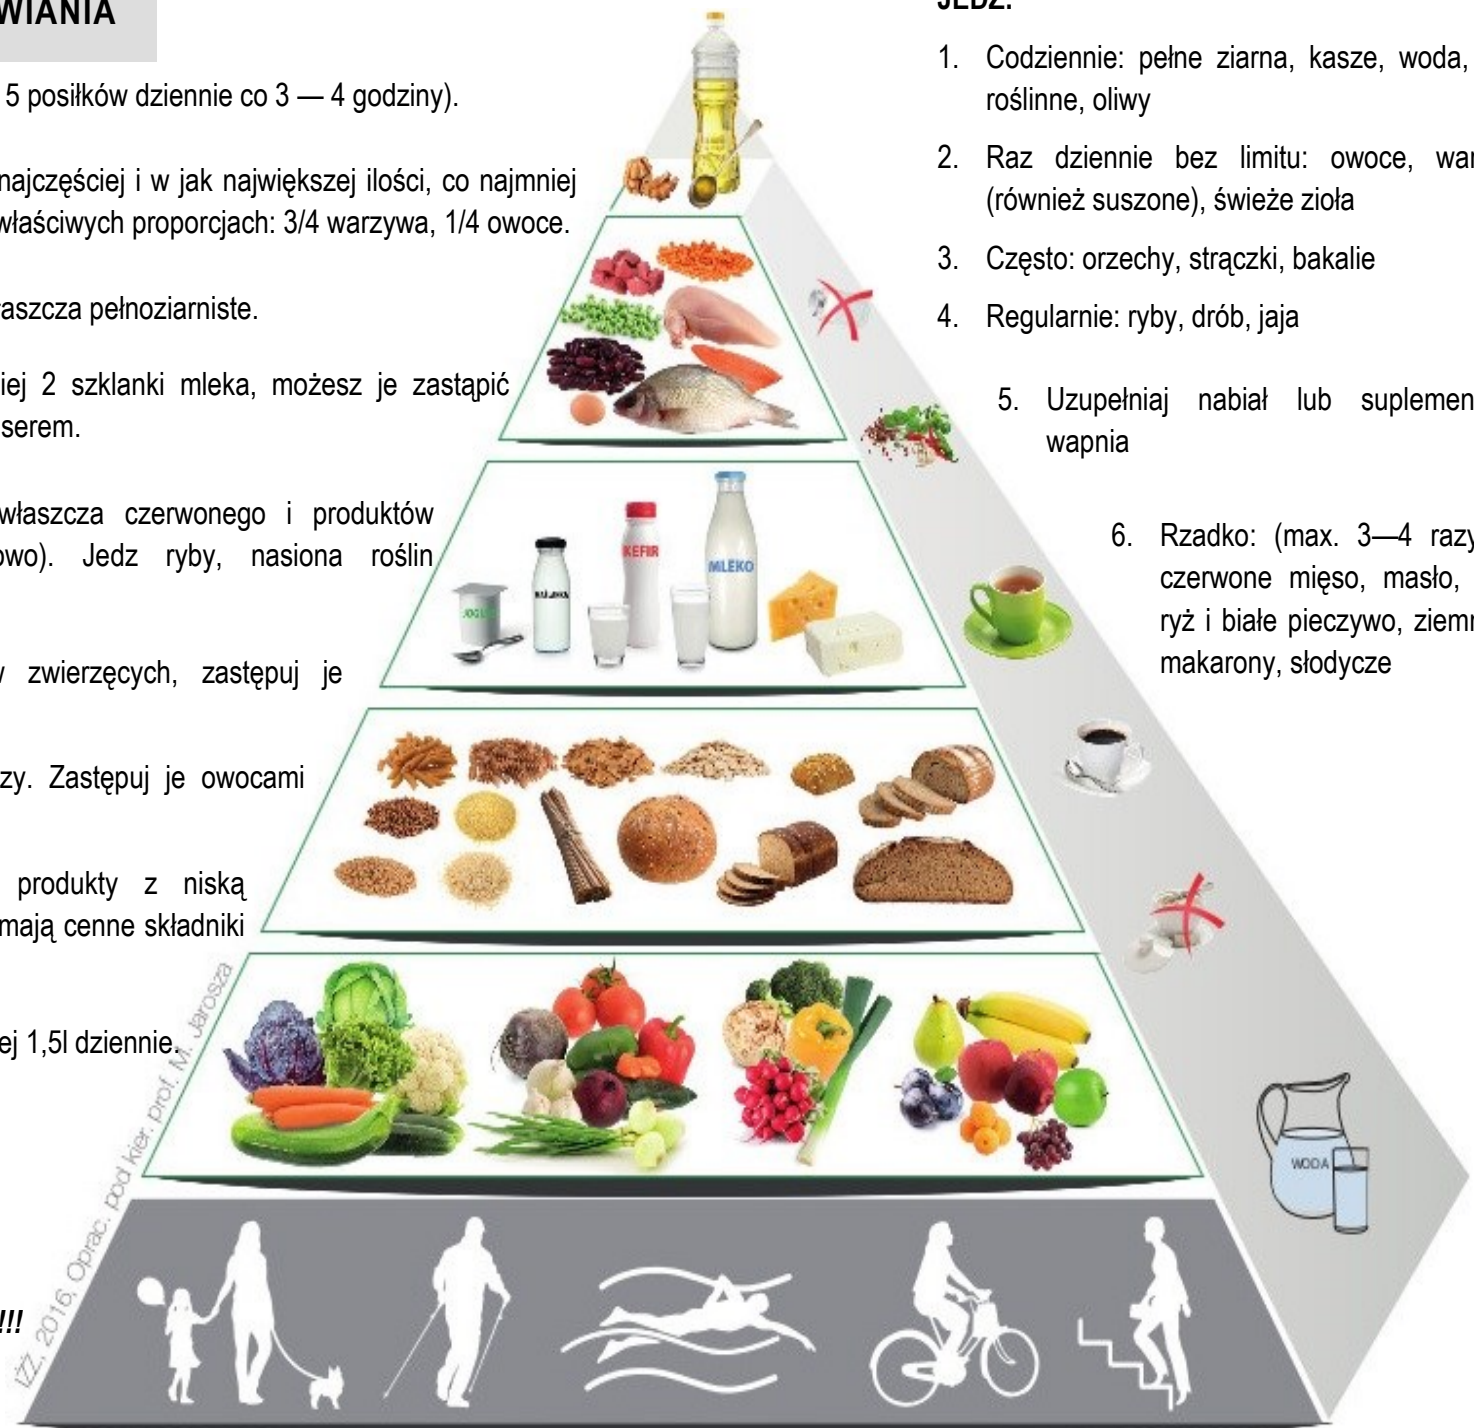 WIANIA
5 posiłków dziennie co 3 — 4 godziny).
najczęściej i w jak największej ilości, co najmniej
właściwych proporcjach: 3/4 warzywa, 1/4 owoce.
pełnoziarniste.
2 szklanki mleka, możesz je zastąpić
serem.
właszcza czerwonego i produktów
Jedz ryby, nasiona roślin
zwierzęcych, zastępuj je
Zastępuj je owocami
produkty z niską
mają cenne składniki
1,5l dziennie.
!!!
IŻŻ, 2016, Oprac. pod kier. prof. M. Jarosza
JEDZ:
1. Codziennie: pełne ziarna, kasze, woda,
roślinne, oliwy
2. Raz dziennie bez limitu: owoce, war
(również suszone), świeże zioła
3. Często: orzechy, strączki, bakalie
4. Regularnie: ryby, drób, jaja
5. Uzupełniaj nabiał lub suplemen
wapnia
6. Rzadko: (max. 3—4 razy
czerwone mięso, masło,
ryż i białe pieczywo, ziemn
makarony, słodycze
KEFIR
MLEKO
MAŚLANKA
WODA